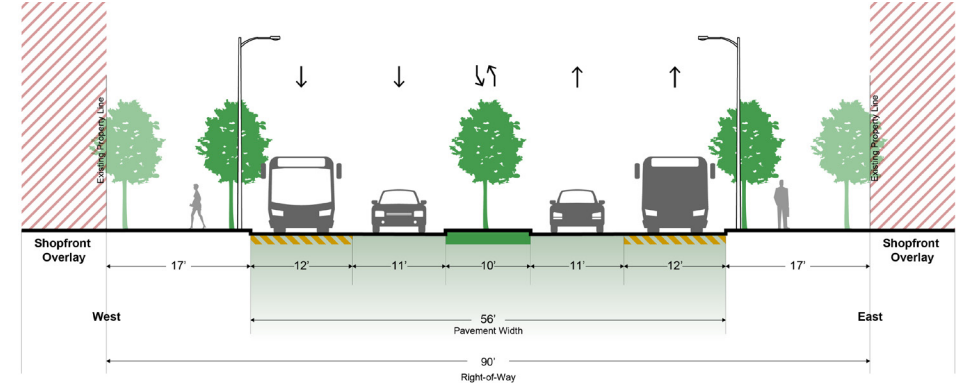 Existing Property Line
Existing Property Line
Shopfront
Overlay
Shopfront
Overlay
17’
12’
11’
10’
11’
12’
17’
West
East
56’
Pavement Width
90’
Right-of-Way